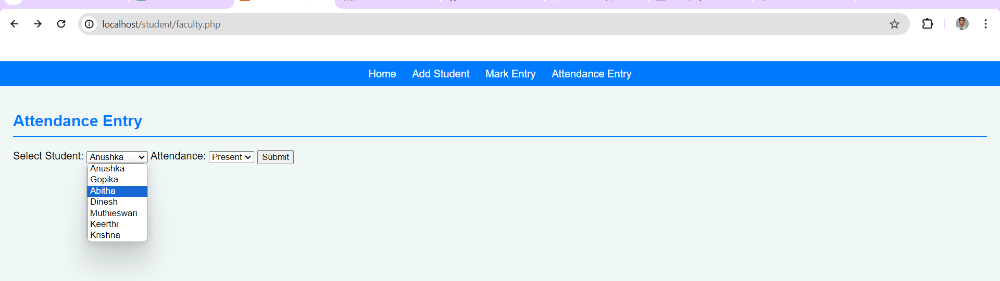 localhost/student/faculty.php
Home Add Student Mark Entry Attendance Entry
Attendance Entry
Select Student: Anushka Attendance: Present Submit
Anushka
Gopika
Abitha
Dinesh
Muthieswari
Keerthi
Krishna